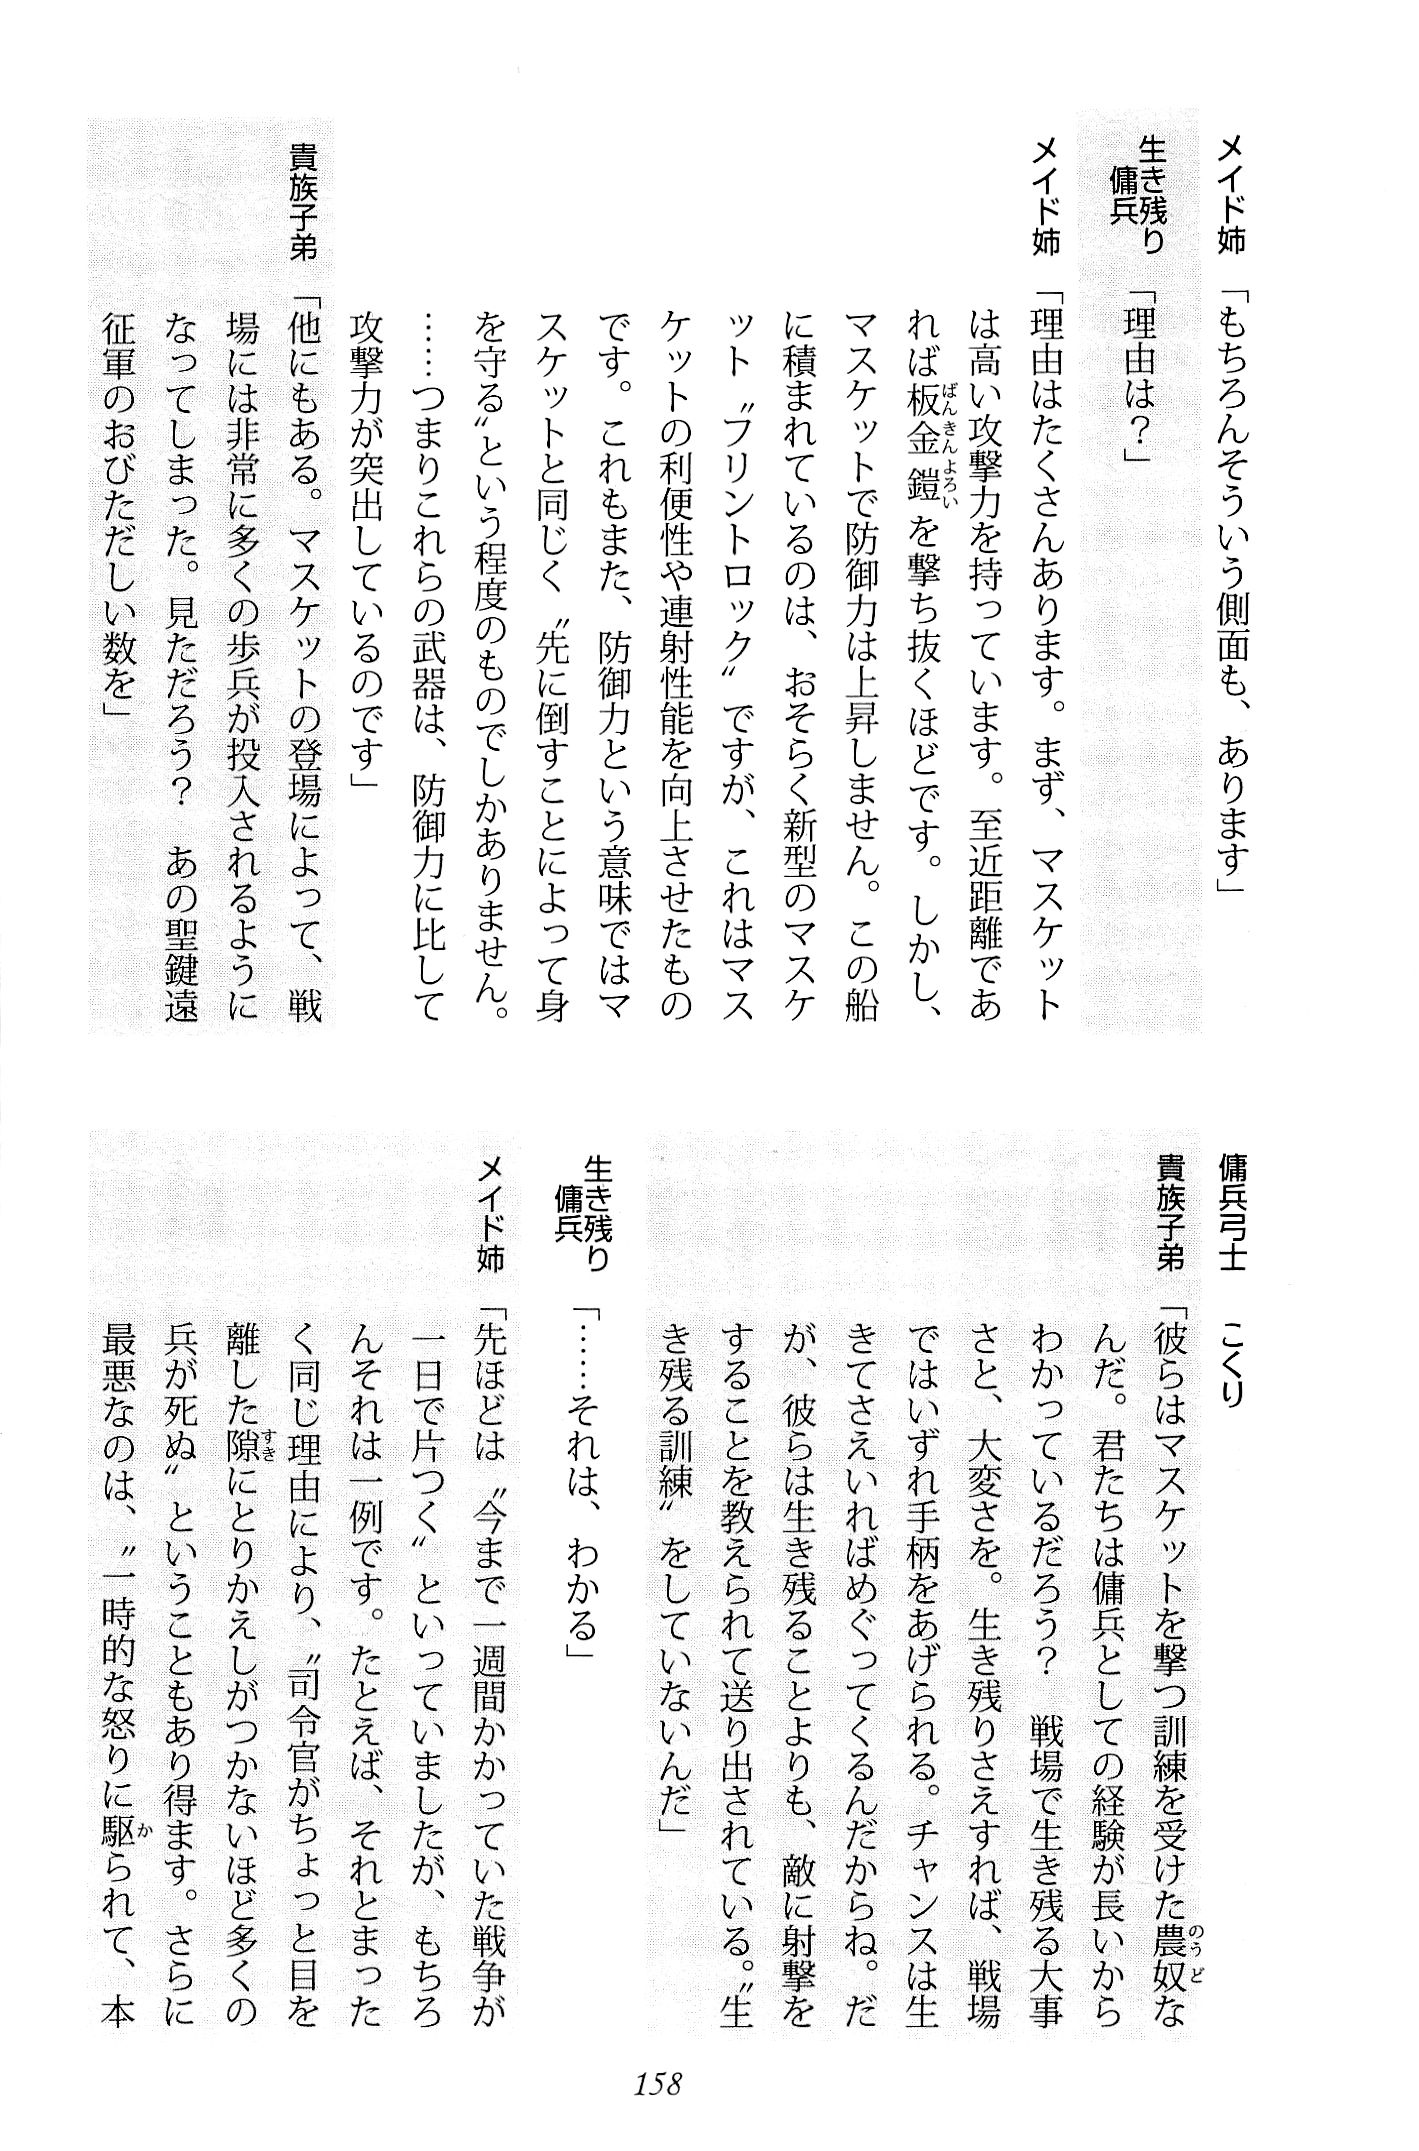 メイド姉「もちろんそういう側面も、あります」
生き残り傭兵「理由は？」
メイド姉「理由はたくさんあります。まず、マスケット
は高い攻撃力を持っています。至近距離であ
れば板金鎧を撃ち抜くほどです。しかし、
マスケットで防御力は上昇しません。この船
に積まれているのは、おそらく新型のマスケ
ット〝フリントロック〟ですが、これはマス
ケットの利便性や連射性能を向上させたもの
です。これもまた、防御力という意味ではマ
スケットと同じく〝先に倒すことによって身
を守る〟という程度のものでしかありません。
……つまりこれらの武器は、防御力に比して
攻撃力が突出しているのです」
貴族子弟「他にもある。マスケットの登場によって、戦
場には非常に多くの歩兵が投入されるように
なってしまった。見ただろう？　あの聖鍵遠
征軍のおびただしい数を」
傭兵弓士　こくり
貴族子弟「彼らはマスケットを撃つ訓練を受けた農奴な
んだ。君たちは傭兵としての経験が長いから
わかっているだろう？　戦場で生き残る大事
さと、大変さを。生き残りさえすれば、戦場
ではいずれ手柄をあげられる。チャンスは生
きてさえいればめぐってくるんだからね。だ
が、彼らは生き残ることよりも、敵に射撃を
することを教えられて送り出されている。〝生
き残る訓練〟をしていないんだ」
生き残り傭兵「……それは、わかる」
メイド姉「先ほどは〝今まで一週間かかっていた戦争が
一日で片つく〟といっていましたが、もちろ
んそれは一例です。たとえば、それとまった
く同じ理由により、〝司令官がちょっと目を
離した隙にとりかえしがつかないほど多くの
兵が死ぬ〟ということもあり得ます。さらに
最悪なのは、〝一時的な怒りに駆られて、本
158